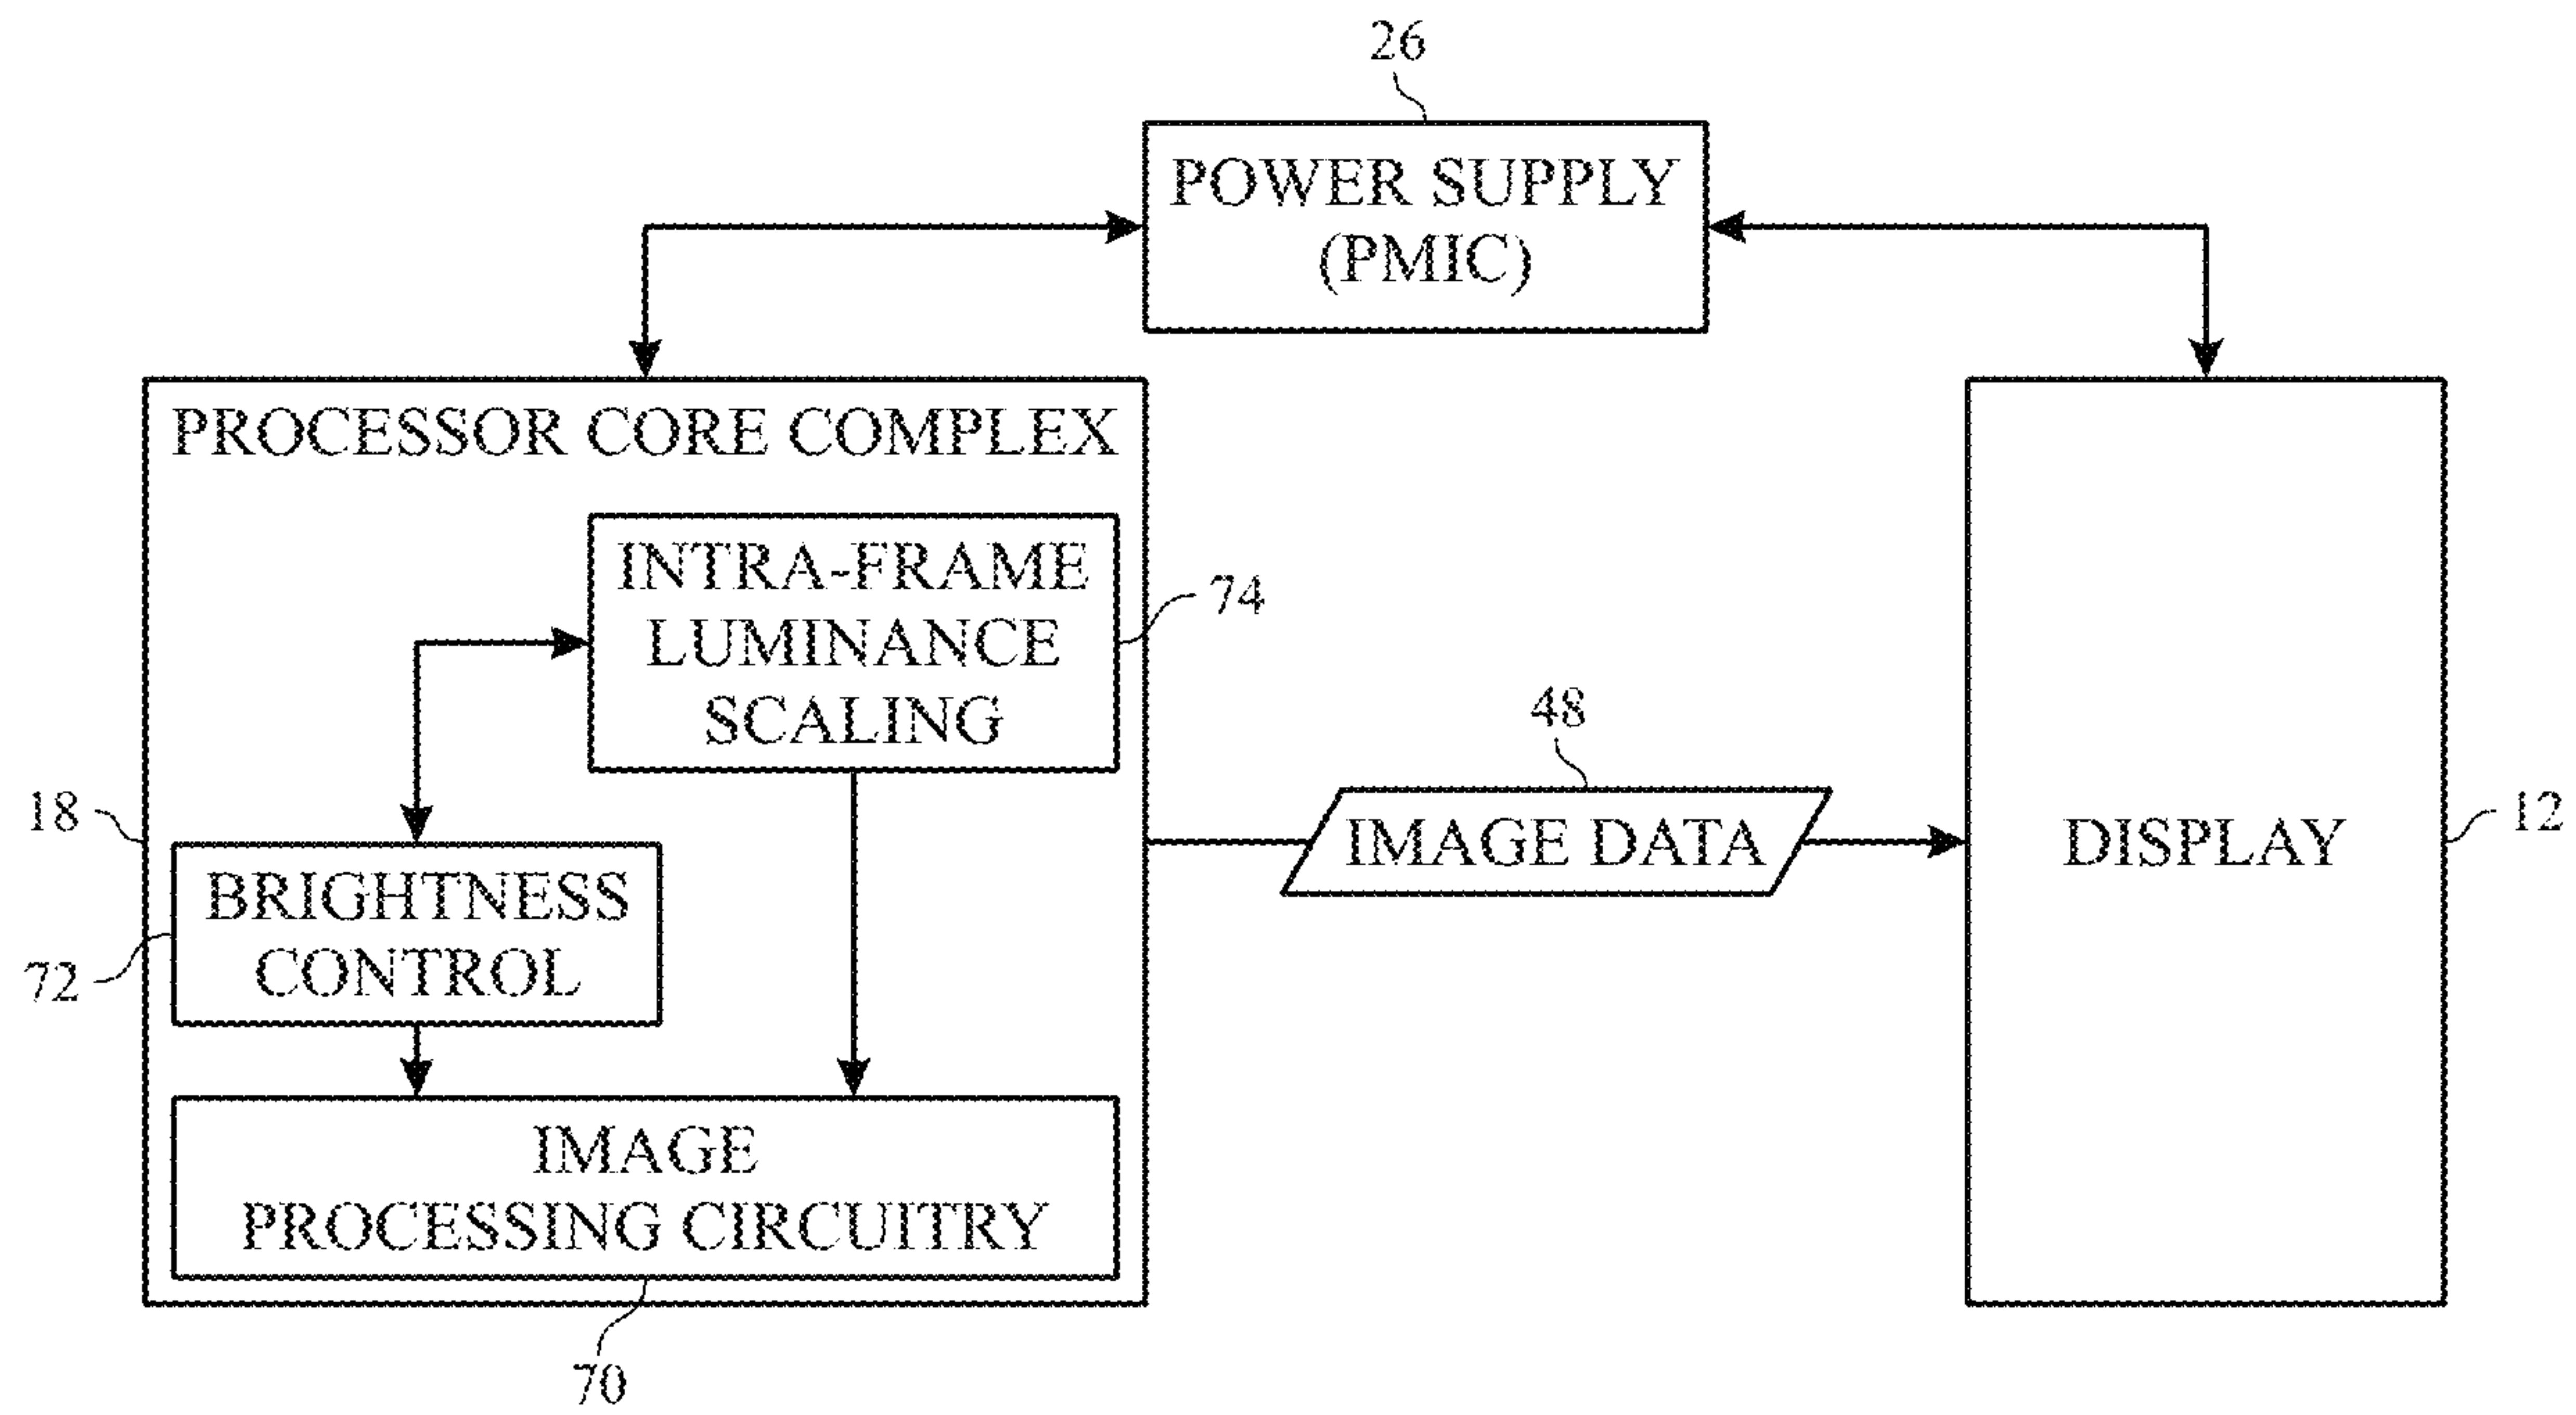 26
POWER SUPPLY
(PMIC)
PROCESSOR CORE COMPLEX
INTRA-FRAME
LUMINANCE
SCALING
74
48
IMAGE DATA
DISPLAY
12
18
BRIGHTNESS
CONTROL
72
IMAGE
PROCESSING CIRCUITRY
70